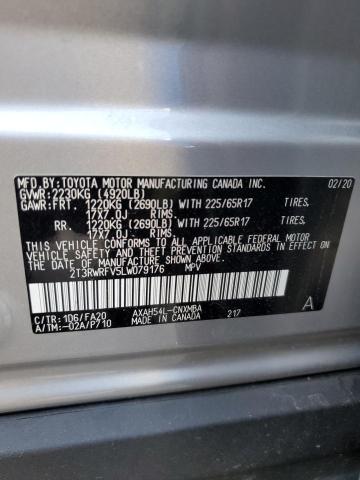 MFD.BY:TOYOTA MOTOR MANUFACTURING CANADA INC. 02/20
GVWR:2230KG (4920LB)
GAWR:FRT. 1220KG (2690LB) WITH 225/65R17 TIRES,
17X7.0J RIMS.
RR. 1220KG (2690LB) WITH 225/65R17 TIRES,
17X7.0J RIMS.
THIS VEHICLE CONFORMS TO ALL APPLICABLE
FEDERAL MOTOR VEHICLE SAFETY, BUMPER, AND
THEFT PREVENTION STANDARDS IN EFFECT ON
THE DATE OF MANUFACTURE SHOWN ABOVE.
2T3RWRFV5LW079176 MPV
C/TR:1D6/FA20 AXAH54L-CNXMBA A
A/TM:-02A/P710 217